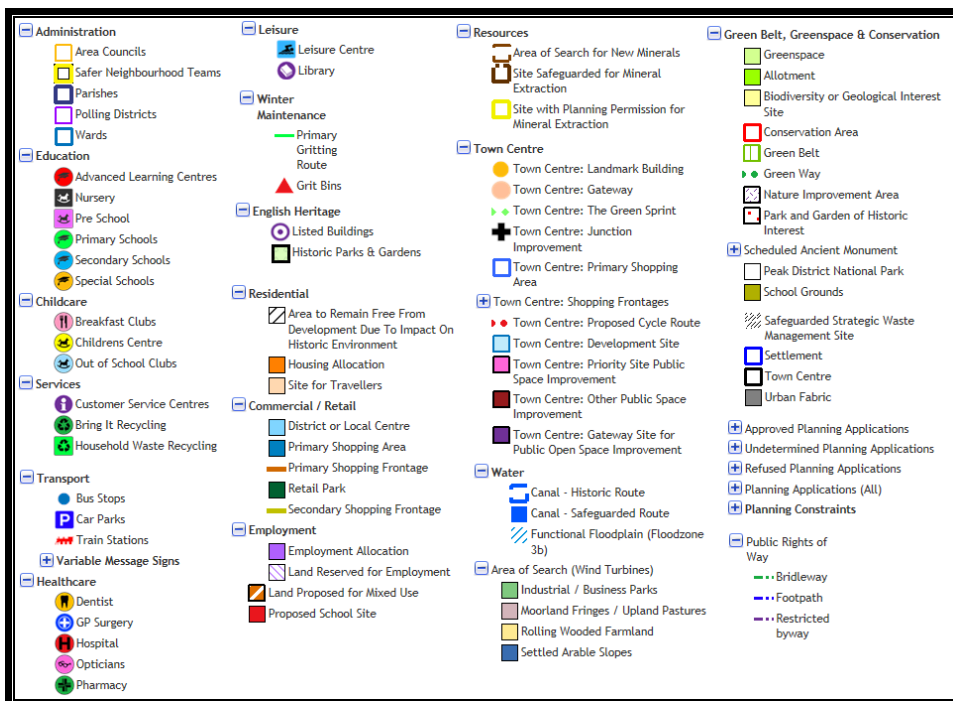 Administration
Area Councils
Safer Neighbourhood Teams
Parishes
Polling Districts
Wards
Education
Advanced Learning Centres
Nursery
Pre School
Primary Schools
Secondary Schools
Special Schools
Childcare
Breakfast Clubs
Childrens Centre
Out of School Clubs
Services
Customer Service Centres
Bring It Recycling
Household Waste Recycling
Transport
Bus Stops
P Car Parks
Train Stations
Variable Message Signs
Healthcare
Dentist
GP Surgery
H Hospital
Opticians
Pharmacy
Leisure
Leisure Centre
Library
Winter
Maintenance
Primary
Gritting
Route
Grit Bins
English Heritage
Listed Buildings
Historic Parks & Gardens
Residential
Area to Remain Free From
Development Due To Impact On
Historic Environment
Housing Allocation
Site for Travellers
Commercial / Retail
District or Local Centre
Primary Shopping Area
Primary Shopping Frontage
Retail Park
Secondary Shopping Frontage
Employment
Employment Allocation
Land Reserved for Employment
Land Proposed for Mixed Use
Proposed School Site
Resources
Area of Search for New Minerals
Site Safeguarded for Mineral
Extraction
Site with Planning Permission for
Mineral Extraction
Town Centre
Town Centre: Landmark Building
Town Centre: Gateway
Town Centre: The Green Sprint
Town Centre: Junction
Improvement
Town Centre: Primary Shopping
Area
Town Centre: Shopping Frontages
Town Centre: Proposed Cycle Route
Town Centre: Development Site
Town Centre: Priority Site Public
Space Improvement
Town Centre: Other Public Space
Improvement
Town Centre: Gateway Site for
Public Open Space Improvement
Water
Canal - Historic Route
Canal - Safeguarded Route
Functional Floodplain (Floodzone
3b)
Area of Search (Wind Turbines)
Industrial / Business Parks
Moorland Fringes / Upland Pastures
Rolling Wooded Farmland
Settled Arable Slopes
Green Belt, Greenspace & Conservation
Greenspace
Allotment
Biodiversity or Geological Interest
Site
Conservation Area
Green Belt
Green Way
Nature Improvement Area
Park and Garden of Historic
Interest
Scheduled Ancient Monument
Peak District National Park
School Grounds
Safeguarded Strategic Waste
Management Site
Settlement
Town Centre
Urban Fabric
Approved Planning Applications
Undetermined Planning Applications
Refused Planning Applications
Planning Applications (All)
Planning Constraints
Public Rights of
Way
Bridleway
Footpath
Restricted
byway